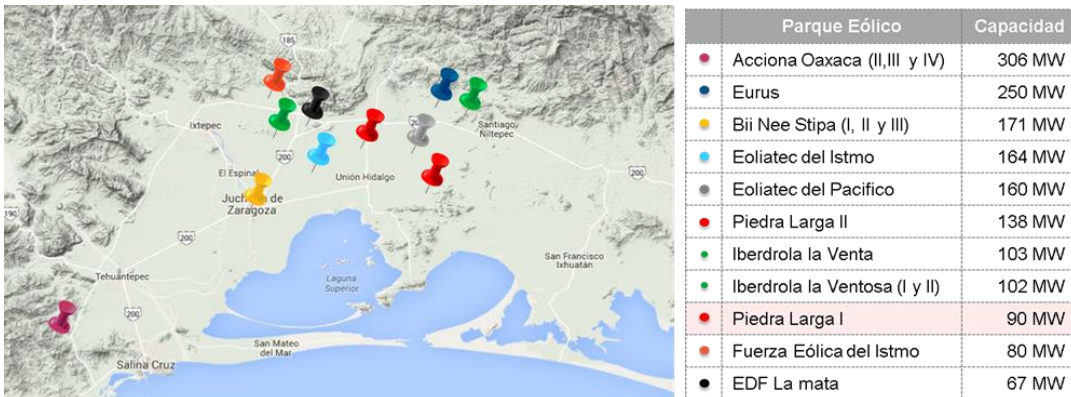 185
Ixtepec
200
Santiago
Niltepec
200
El Espinal
Unión Hidalgo
200
Juchitán de
Zaragoza
190
200
San Francisco
Ixhuatán
Tehuantepec
Laguna
Superior
200
San Mateo
del Mar
Salina Cruz
Parque Eólico Capacidad
Acciona Oaxaca (II,III y IV) 306 MW
Eurus 250 MW
Bii Nee Stipa (I, II y III) 171 MW
Eoliatec del Istmo 164 MW
Eoliatec del Pacifico 160 MW
Piedra Larga II 138 MW
Iberdrola la Venta 103 MW
Iberdrola la Ventosa (I y II) 102 MW
Piedra Larga I 90 MW
Fuerza Eólica del Istmo 80 MW
EDF La mata 67 MW